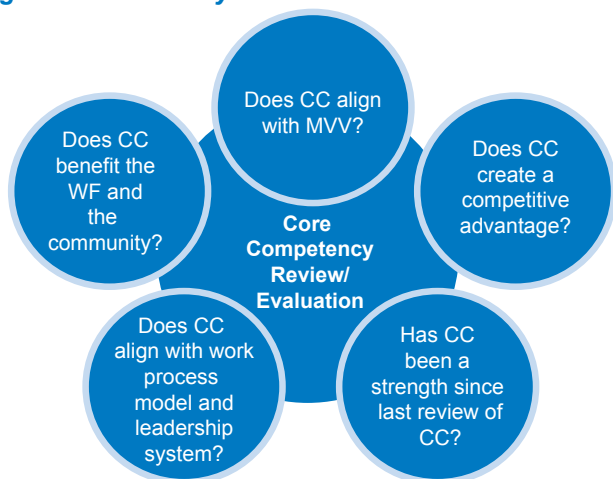 Does CC align
with MVV?
Does CC
benefit the
WF and
the
community?
Does CC
create a
competitive
advantage?
Core
Competency
Review/
Evaluation
Does CC
align with work
process
model and
leadership
system?
Has CC
been a
strength since
last review of
CC?